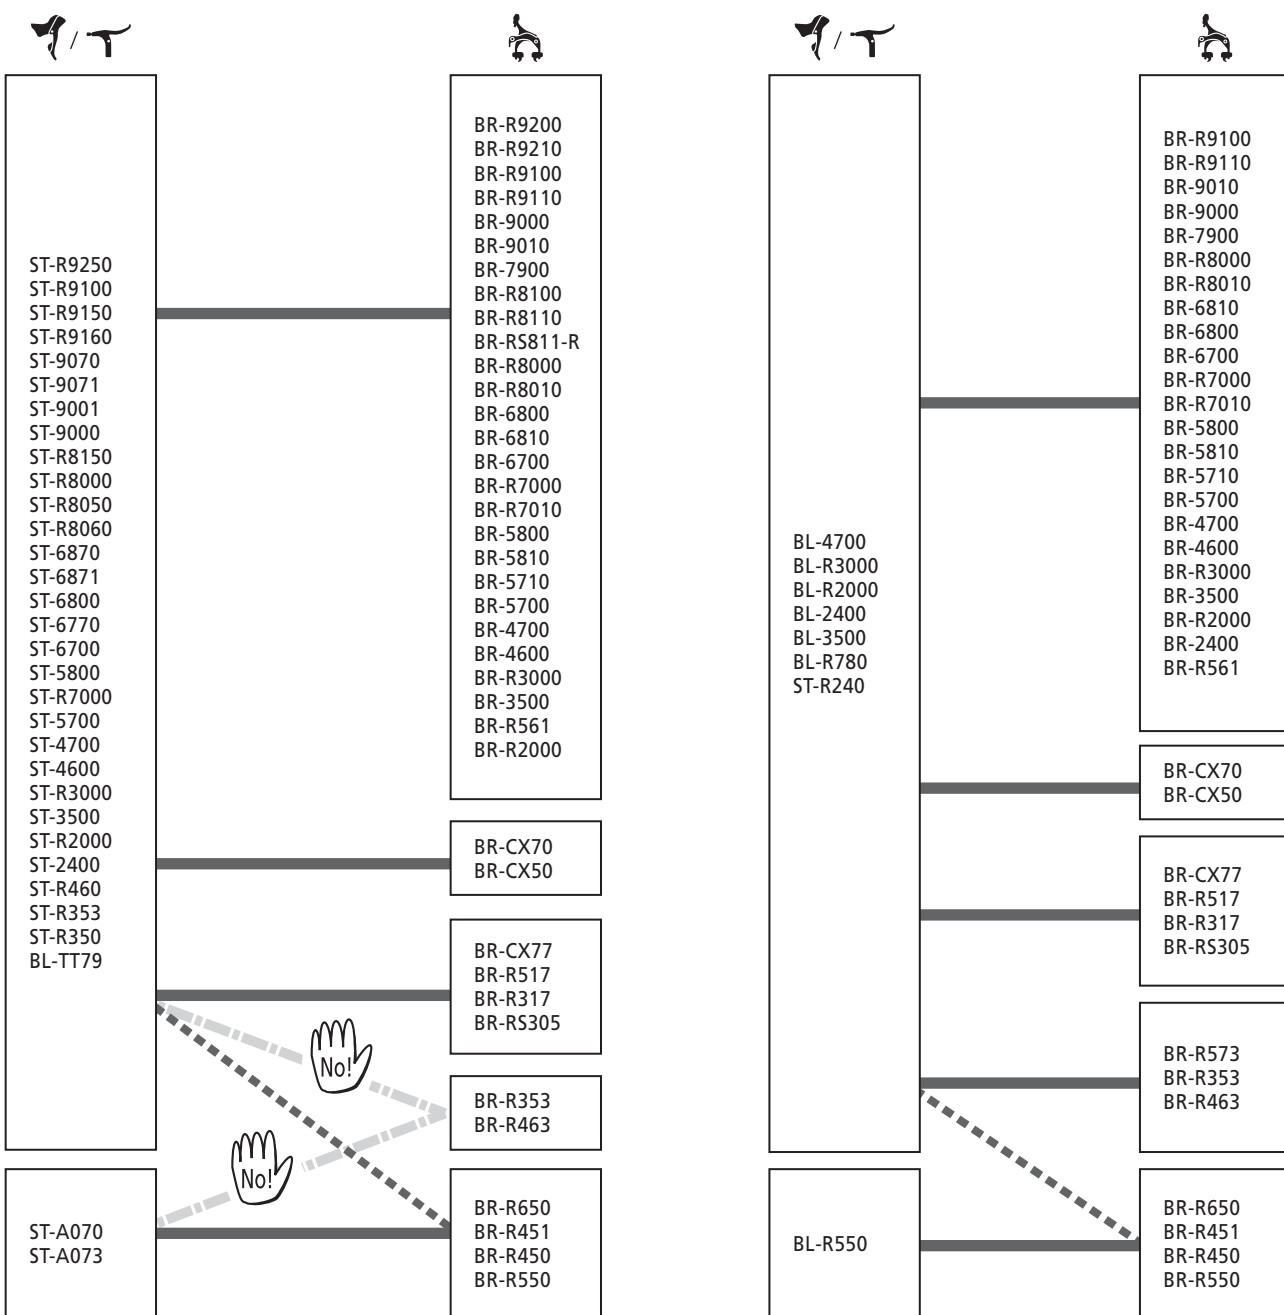 /
ST-R9250
ST-R9100
ST-R9150
ST-R9160
ST-9070
ST-9071
ST-9001
ST-9000
ST-R8150
ST-R8000
ST-R8050
ST-R8060
ST-6870
ST-6871
ST-6800
ST-6770
ST-6700
ST-5800
ST-R7000
ST-5700
ST-4700
ST-4600
ST-R3000
ST-3500
ST-R2000
ST-2400
ST-R460
ST-R353
ST-R350
BL-TT79
ST-A070
ST-A073
No!
No!
BR-R9200
BR-R9210
BR-R9100
BR-R9110
BR-9000
BR-9010
BR-7900
BR-R8100
BR-R8110
BR-RS811-R
BR-R8000
BR-R8010
BR-6800
BR-6810
BR-6700
BR-R7000
BR-R7010
BR-5800
BR-5810
BR-5710
BR-5700
BR-4700
BR-4600
BR-R3000
BR-3500
BR-R561
BR-R2000
BR-CX70
BR-CX50
BR-CX77
BR-R517
BR-R317
BR-RS305
BR-R353
BR-R463
BR-R650
BR-R451
BR-R450
BR-R550
/
BL-4700
BL-R3000
BL-R2000
BL-2400
BL-3500
BL-R780
ST-R240
BL-R550
BR-R9100
BR-R9110
BR-9010
BR-9000
BR-7900
BR-R8000
BR-R8010
BR-6810
BR-6800
BR-6700
BR-R7000
BR-R7010
BR-5800
BR-5810
BR-5710
BR-5700
BR-4700
BR-4600
BR-R3000
BR-3500
BR-R2000
BR-2400
BR-R561
BR-CX70
BR-CX50
BR-CX77
BR-R517
BR-R317
BR-RS305
BR-R573
BR-R353
BR-R463
BR-R650
BR-R451
BR-R450
BR-R550